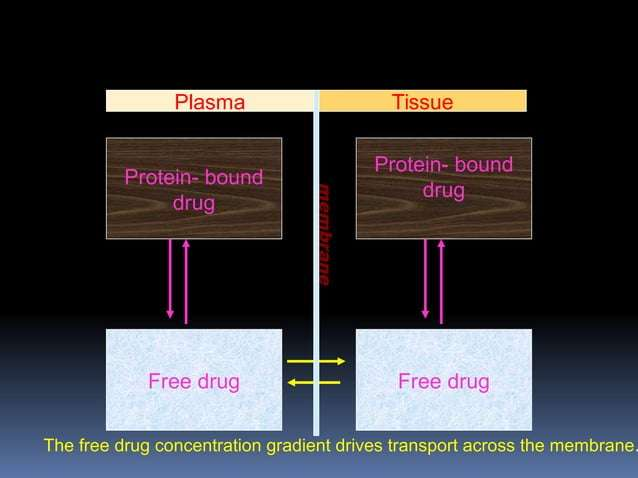 Plasma
Tissue
Protein- bound
drug
Protein- bound
drug
membrane
Free drug
Free drug
The free drug concentration gradient drives transport across the membrane.